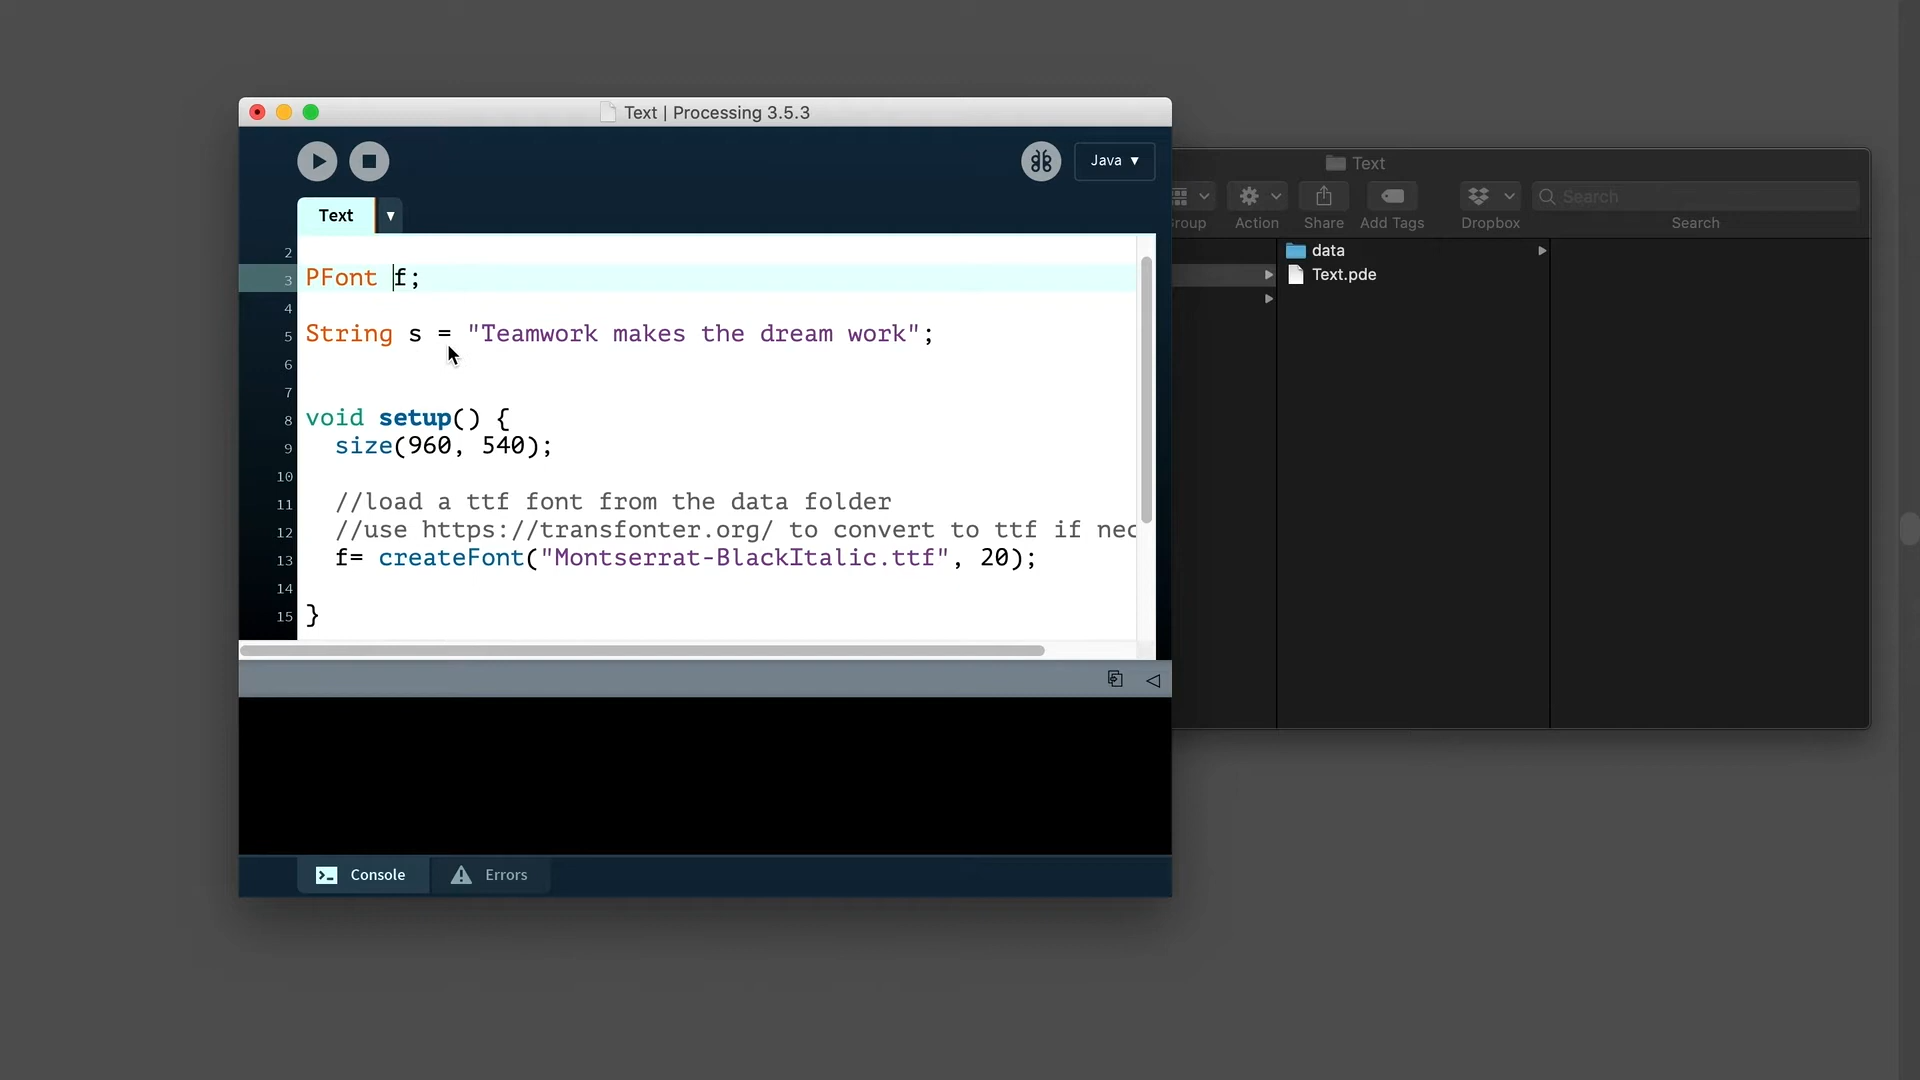 Text | Processing 3.5.3
Java
Text
Text
Group
Action
Share
Add Tags
Dropbox
Search
Search
data
Text.pde
2
3 PFont f;
4
5 String s = "Teamwork makes the dream work";
6
7
8 void setup() {
9 size(960, 540);
10
11 //load a ttf font from the data folder
12 //use https://transfonter.org/ to convert to ttf if nec
13 f= createFont("Montserrat-BlackItalic.ttf", 20);
14
15 }
Console
Errors